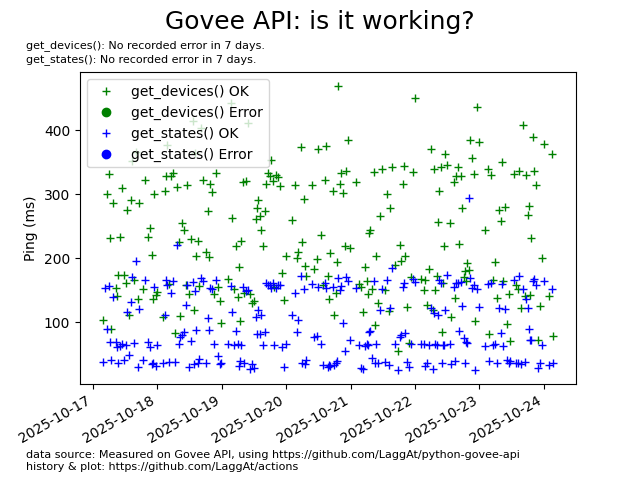 Govee API: is it working?
get_devices(): No recorded error in 7 days.
get_states(): No recorded error in 7 days.
get_devices() OK
get_devices() Error
get_states() OK
get_states() Error
Ping (ms)
400
300
200
100
2025-10-17
2025-10-18
2025-10-19
2025-10-20
2025-10-21
2025-10-22
2025-10-23
2025-10-24
data source: Measured on Govee API, using https://github.com/LaggAt/python-govee-api
history & plot: https://github.com/LaggAt/actions